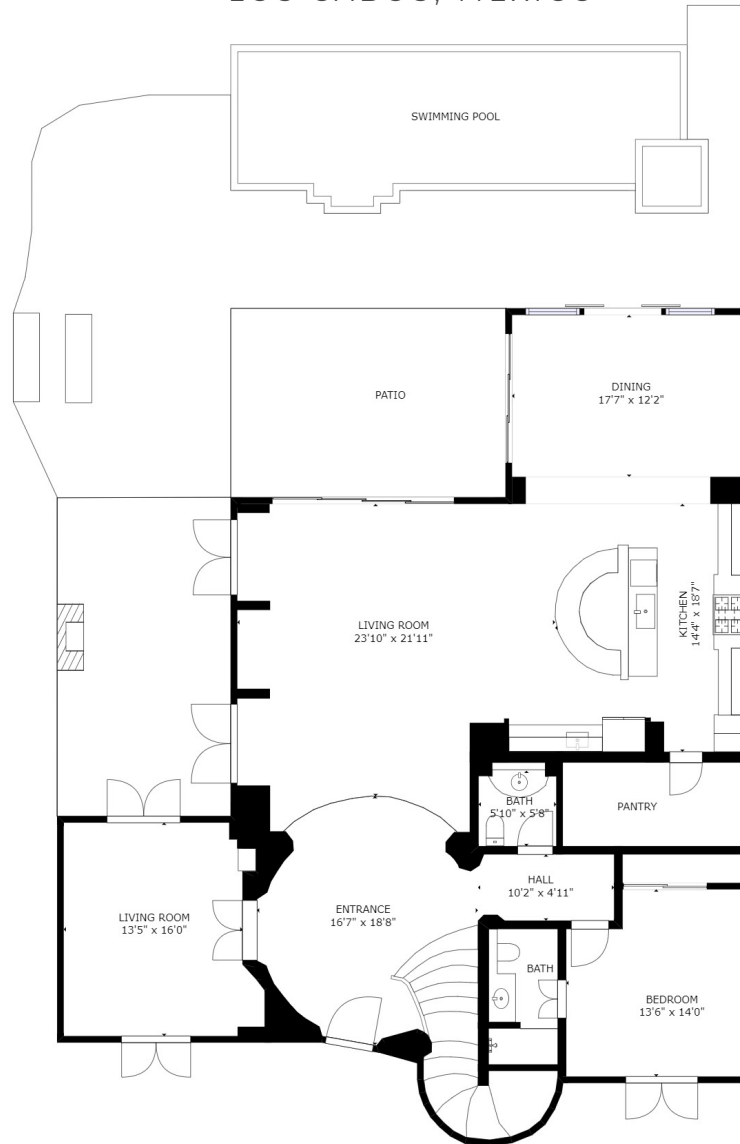 SWIMMING POOL
DINING
17'7" x 12'2"
PATIO
LIVING ROOM
23'10" x 21'11"
KITCHEN
14'4" x 18'7"
BATH
5'10" x 5'8"
PANTRY
HALL
10'2" x 4'11"
LIVING ROOM
13'5" x 16'0"
ENTRANCE
16'7" x 18'8"
BATH
BEDROOM
13'6" x 14'0"